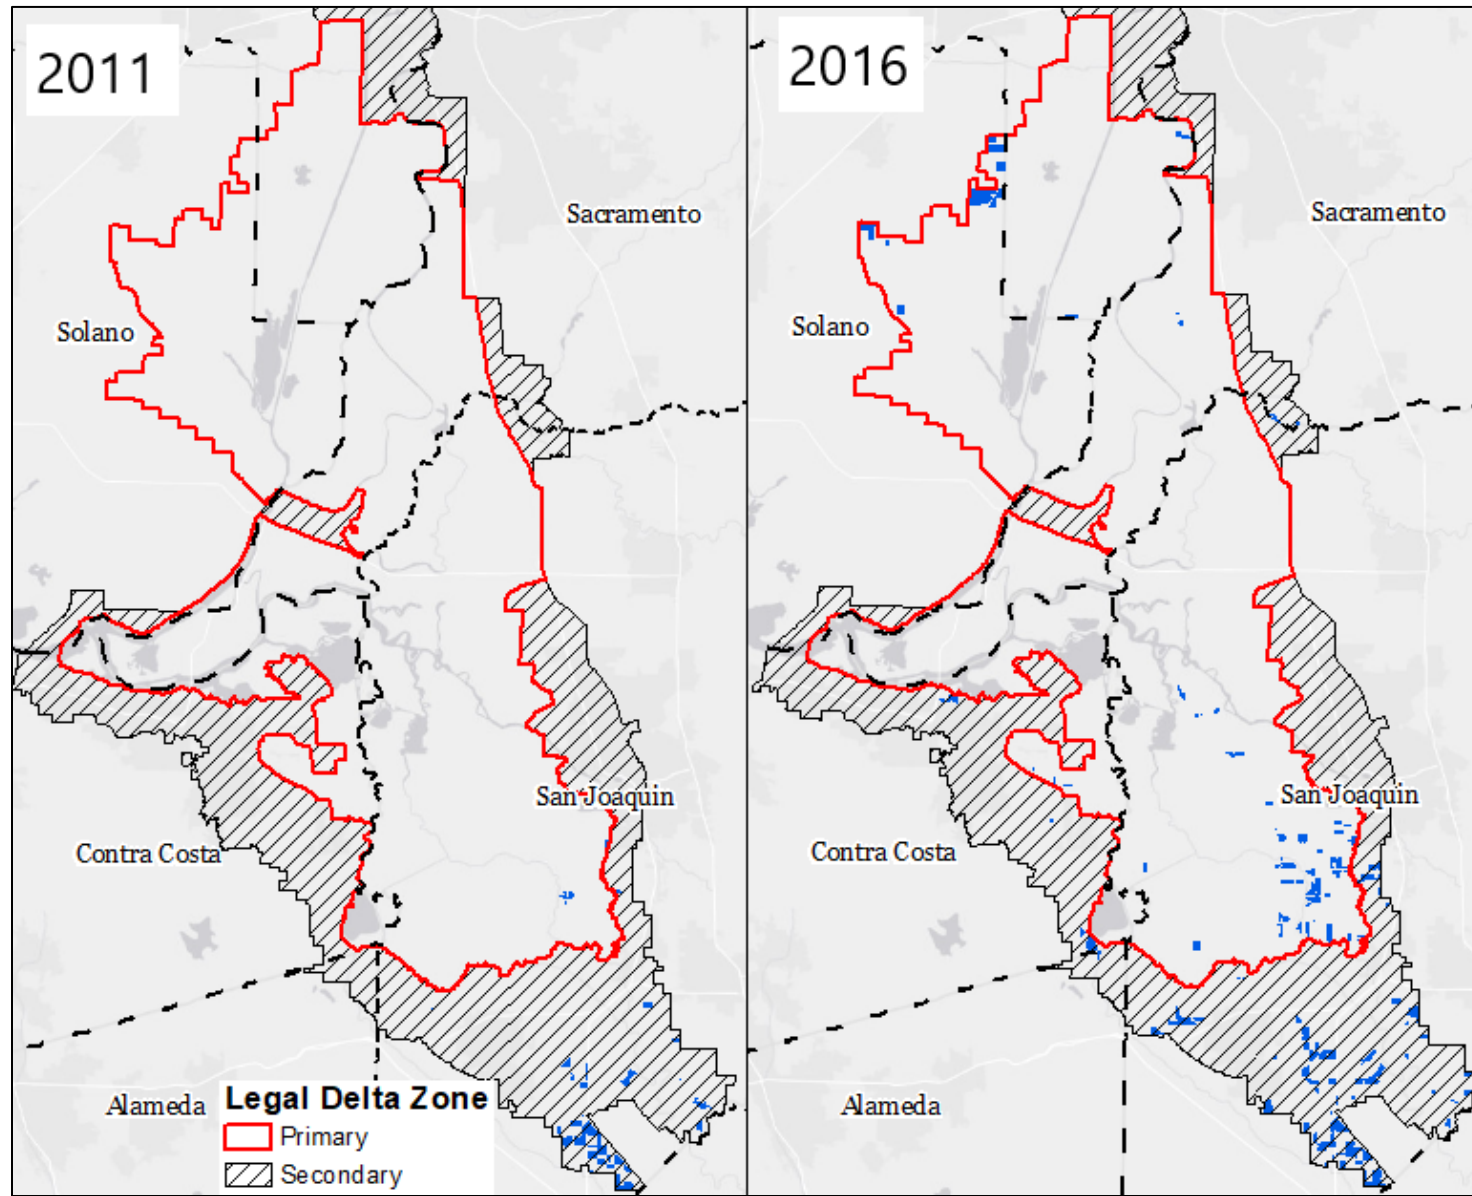 2011
Sacramento
Solano
San Joaquin
Contra Costa
Alameda
Legal Delta Zone
Primary
Secondary
2016
Sacramento
Solano
San Joaquin
Contra Costa
Alameda